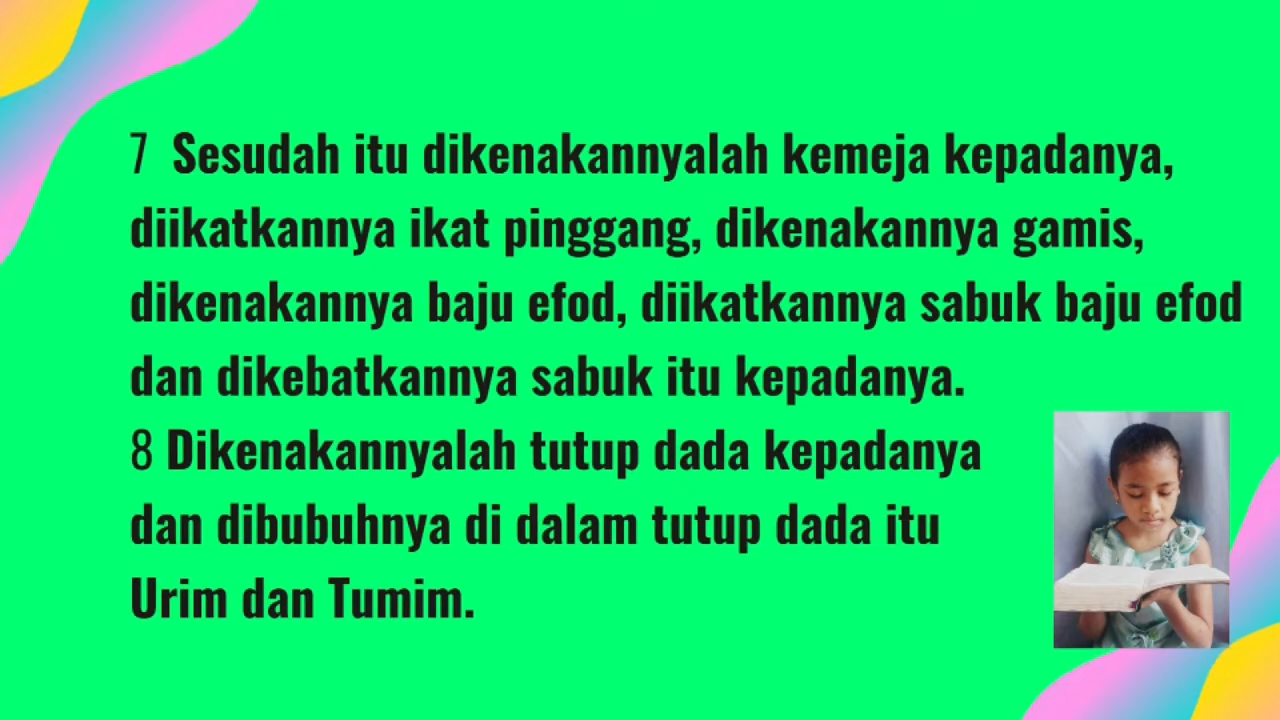 7 Sesudah itu dikenakannyalah kemeja kepadanya,
diikatkannya ikat pinggang, dikenakannya gamis,
dikenakannya baju efod, diikatkannya sabuk baju efod
dan dikebatkannya sabuk itu kepadanya.
8 Dikenakannyalah tutup dada kepadanya
dan dibubuhnya di dalam tutup dada itu
Urim dan Tumim.